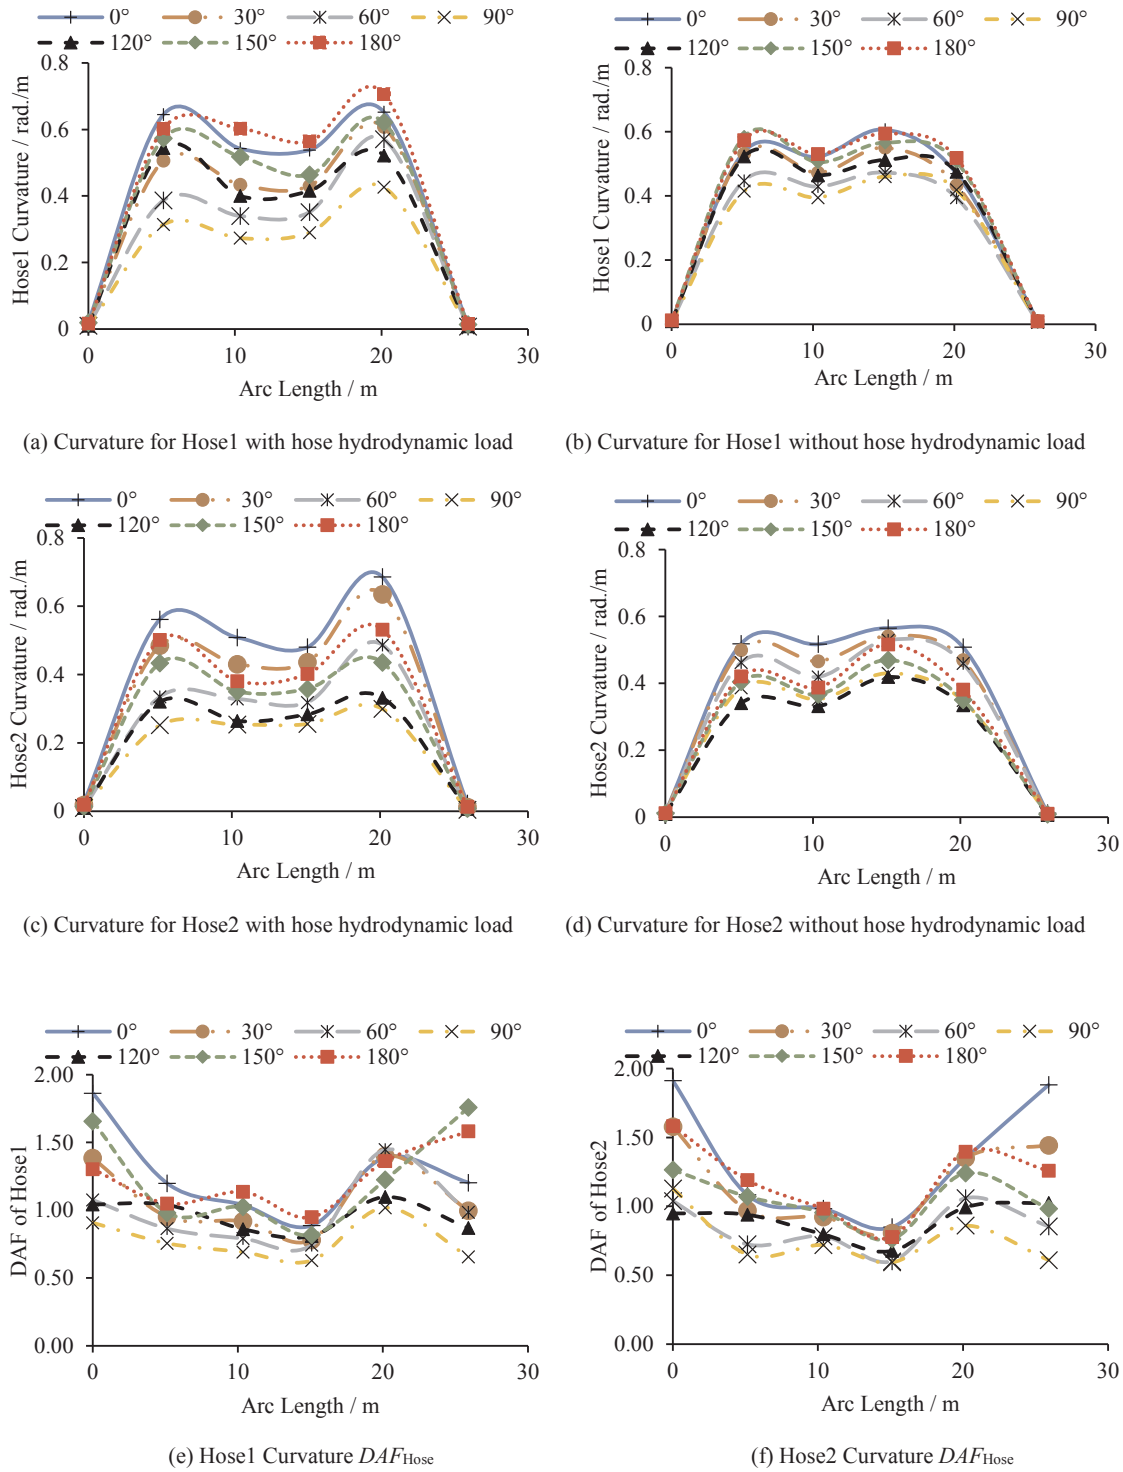 0° 30° 60° 90°
120° 150° 180°
Hose1 Curvature / rad./m
0.8
0.6
0.4
0.2
0
0 10 20 30
Arc Length / m
(a) Curvature for Hose1 with hose hydrodynamic load
0° 30° 60° 90°
120° 150° 180°
Hose1 Curvature / rad./m
0.8
0.6
0.4
0.2
0
0 10 20 30
Arc Length / m
(b) Curvature for Hose1 without hose hydrodynamic load
0° 30° 60° 90°
120° 150° 180°
Hose2 Curvature / rad./m
0.8
0.6
0.4
0.2
0
0 10 20 30
Arc Length / m
(c) Curvature for Hose2 with hose hydrodynamic load
0° 30° 60° 90°
120° 150° 180°
Hose2 Curvature / rad./m
0.8
0.6
0.4
0.2
0
0 10 20 30
Arc Length / m
(d) Curvature for Hose2 without hose hydrodynamic load
0° 30° 60° 90°
120° 150° 180°
DAF of Hose1
2.00
1.50
1.00
0.50
0.00
0 10 20 30
Arc Length / m
(e) Hose1 Curvature DAFHose
0° 30° 60° 90°
120° 150° 180°
DAF of Hose2
2.00
1.50
1.00
0.50
0.00
0 10 20 30
Arc Length / m
(f) Hose2 Curvature DAFHose